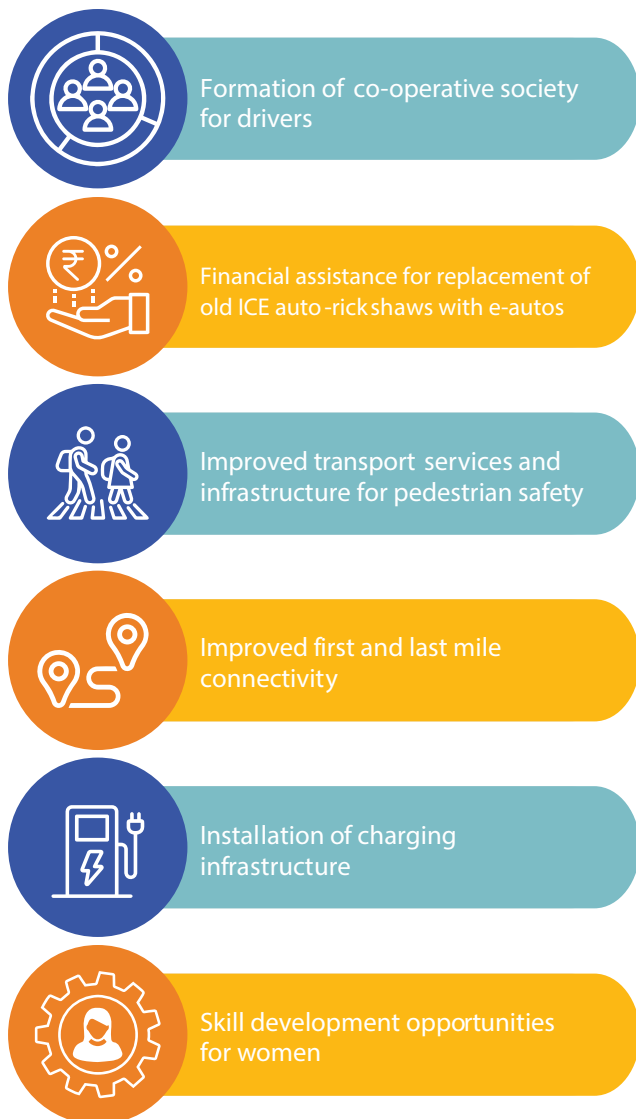 Formation of co-operative society
for drivers
₹
%
Financial assistance for replacement of
old ICE auto-rickshaws with e-autos
Improved transport services and
infrastructure for pedestrian safety
Improved first and last mile
connectivity
Installation of charging
infrastructure
Skill development opportunities
for women